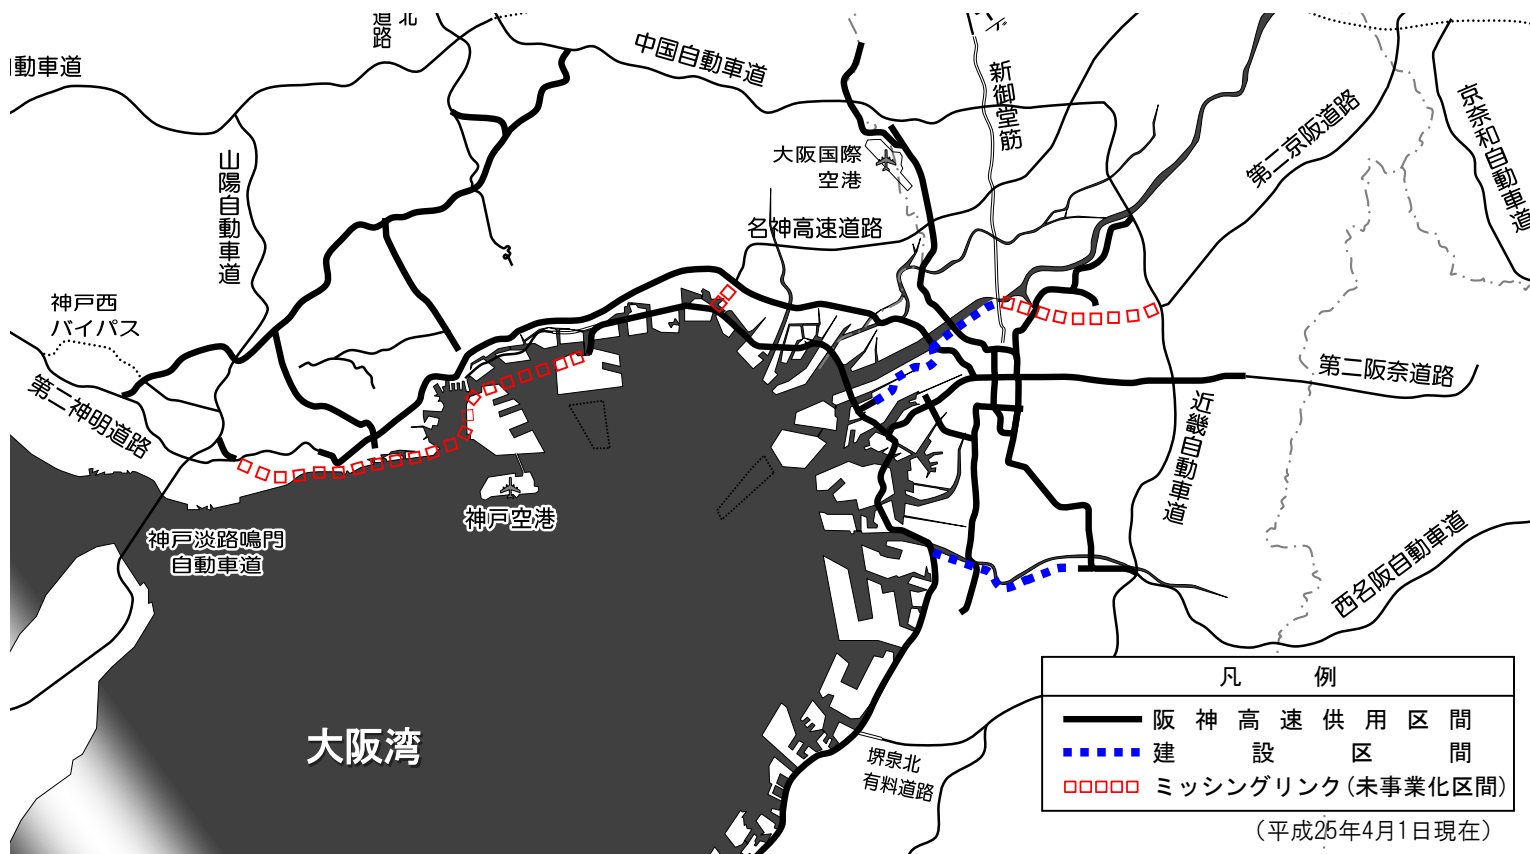 北
道路
中国自動車道
動車道
新御堂筋
京奈和自動車道
第二京阪道路
大阪国際
空港
山陽自動車道
名神高速道路
神戸西
バイパス
第二阪奈道路
第二神明道路
近畿自動車道
神戸空港
神戸淡路鳴門
自動車道
西名阪自動車道
大阪湾
堺泉北
有料道路
凡例
阪神高速供用区間
建設区間
ミッシングリンク(未事業化区間)
（平成25年4月1日現在）